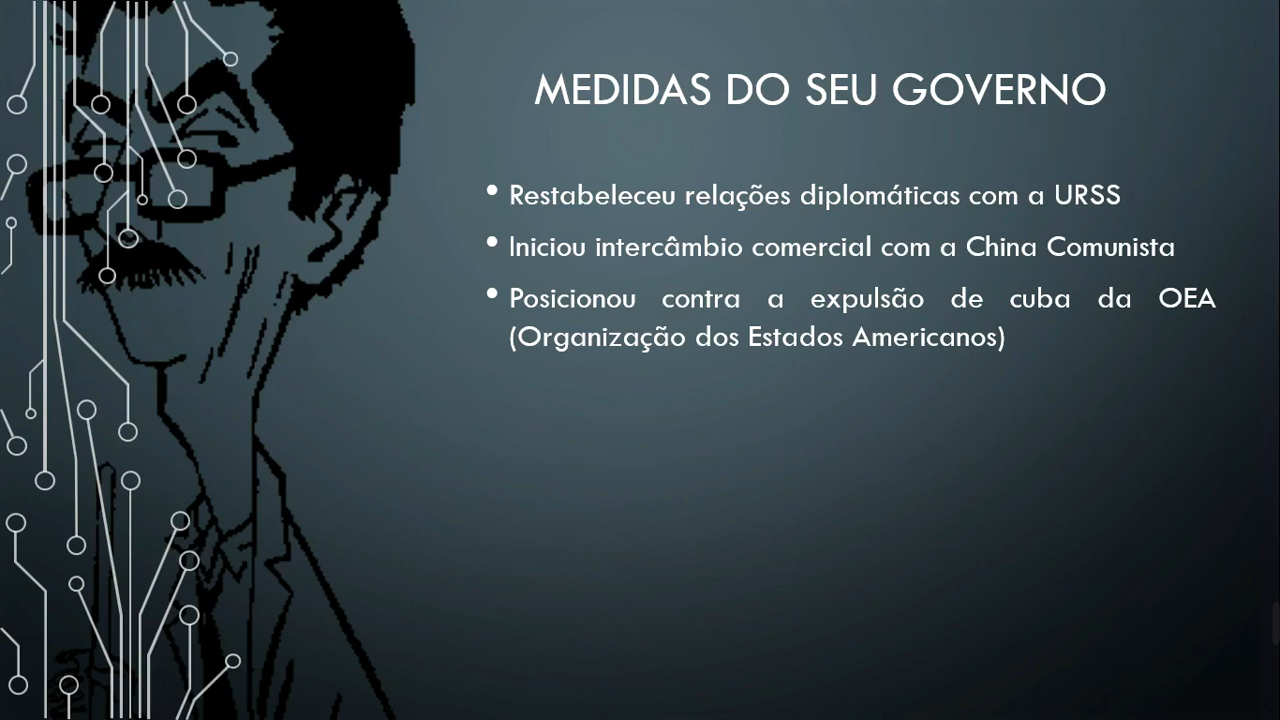 MEDIDAS DO SEU GOVERNO
• Restabeleceu relações diplomáticas com a URSS
• Iniciou intercâmbio comercial com a China Comunista
• Posicionou contra a expulsão de cuba da OEA
(Organização dos Estados Americanos)